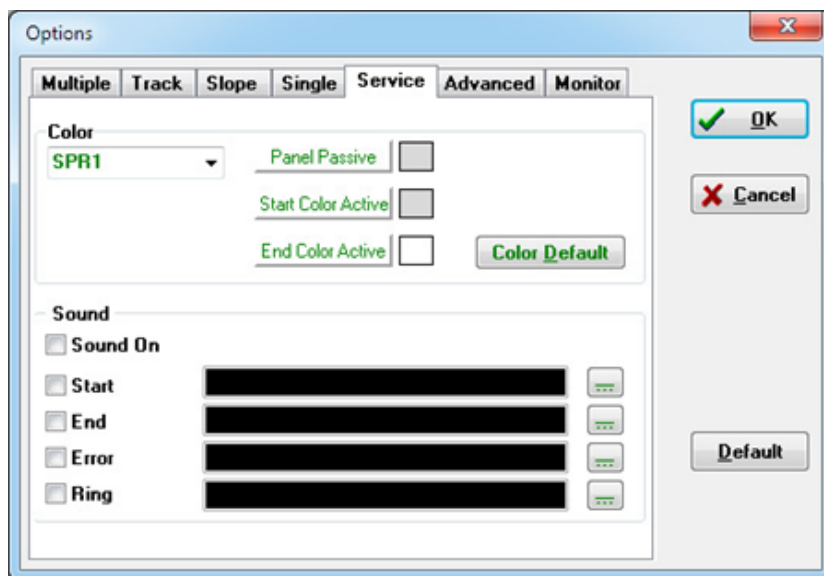 Options
Multiple Track Slope Single Service Advanced Monitor
Color
SPR1
Panel Passive
Start Color Active
End Color Active
Color Default
Sound
Sound On
Start
...
End
...
Error
...
Ring
...
OK
Cancel
Default